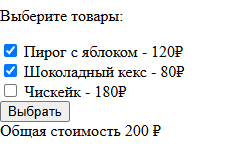 Выберите товары:
Пирог с яблоком - 120₽
Шоколадный кекс - 80₽
Чискейк - 180₽
Выбрать
Общая стоимость 200 ₽